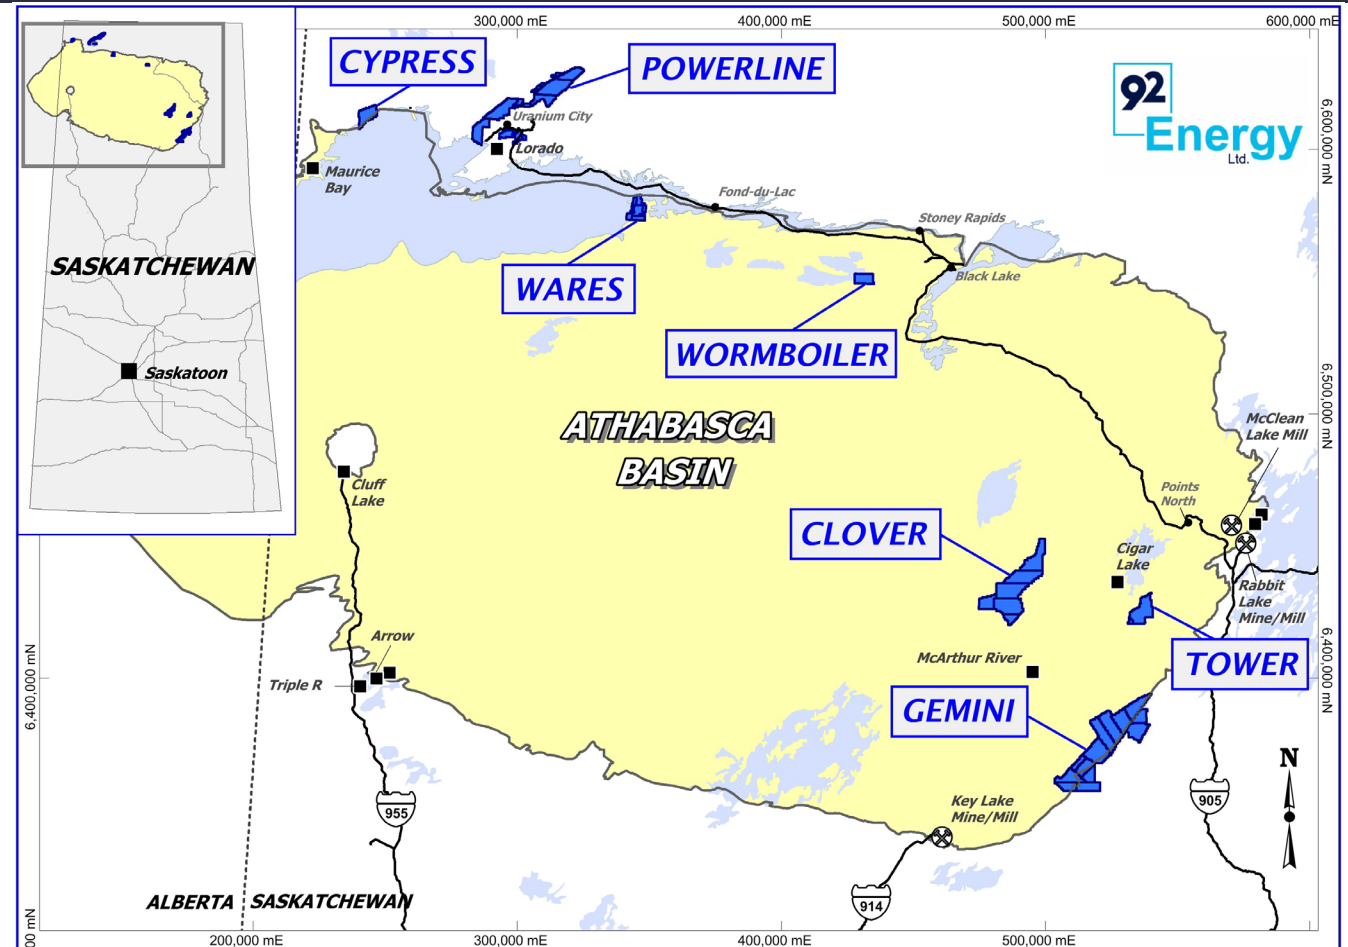 300,000 mE
400,000 mE
500,000 mE
600,000 mE
CYPRESS
POWERLINE
92
Energy
Ltd.
Uranium City
Lorado
6,600,000 mN
Maurice
Bay
Fond-du-Lac
Stoney Rapids
SASKATCHEWAN
WARES
Black Lake
WORMBOILER
Saskatoon
6,500,000 mN
ATHABASCA
BASIN
McClean
Lake Mill
Cluff
Lake
Points
North
CLOVER
Cigar
Lake
Rabbit
Lake
Mine/Mill
Arrow
McArthur River
TOWER
Triple R
6,400,000 mN
6,400,000 mN
GEMINI
N
Key Lake
Mine/Mill
955
905
914
ALBERTA
SASKATCHEWAN
00 mN
200,000 mE
300,000 mE
400,000 mE
500,000 mE